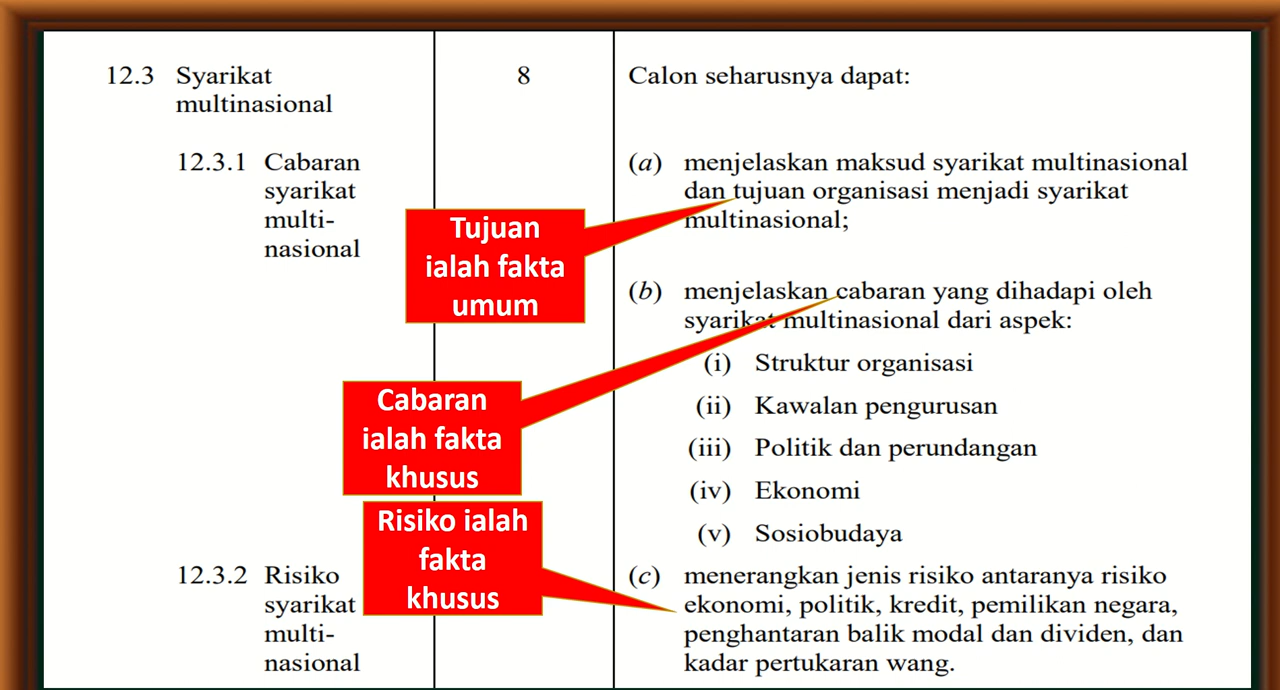 12.3 Syarikat
multinasional
8
Calon seharusnya dapat:
12.3.1 Cabaran
syarikat
multi-
nasional
(a) menjelaskan maksud syarikat multinasional
dan tujuan organisasi menjadi syarikat
multinasional;
Tujuan
ialah fakta
umum
(b) menjelaskan cabaran yang dihadapi oleh
syarikat multinasional dari aspek:
(i) Struktur organisasi
(ii) Kawalan pengurusan
(iii) Politik dan perundangan
(iv) Ekonomi
(v) Sosiobudaya
Cabaran
ialah fakta
khusus
Risiko ialah
fakta
khusus
12.3.2 Risiko
syarikat
multi-
nasional
(c) menerangkan jenis risiko antaranya risiko
ekonomi, politik, kredit, pemilikan negara,
penghantaran balik modal dan dividen, dan
kadar pertukaran wang.